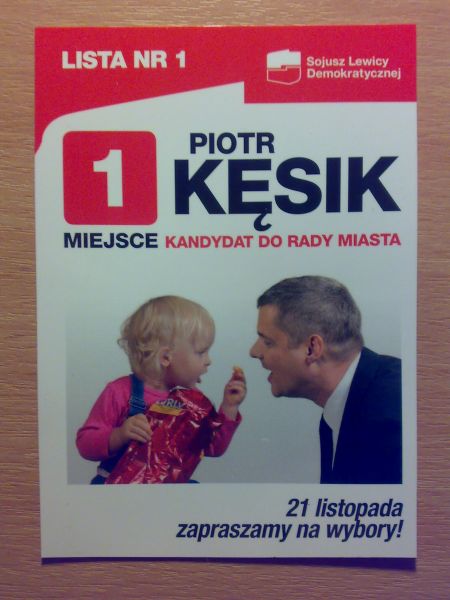 LISTA NR 1
Sojusz Lewicy
Demokratycznej
1
MIEJSCE
PIOTR
KĘSIK
KANDYDAT DO RADY MIASTA
21 listopada
zapraszamy na wybory!